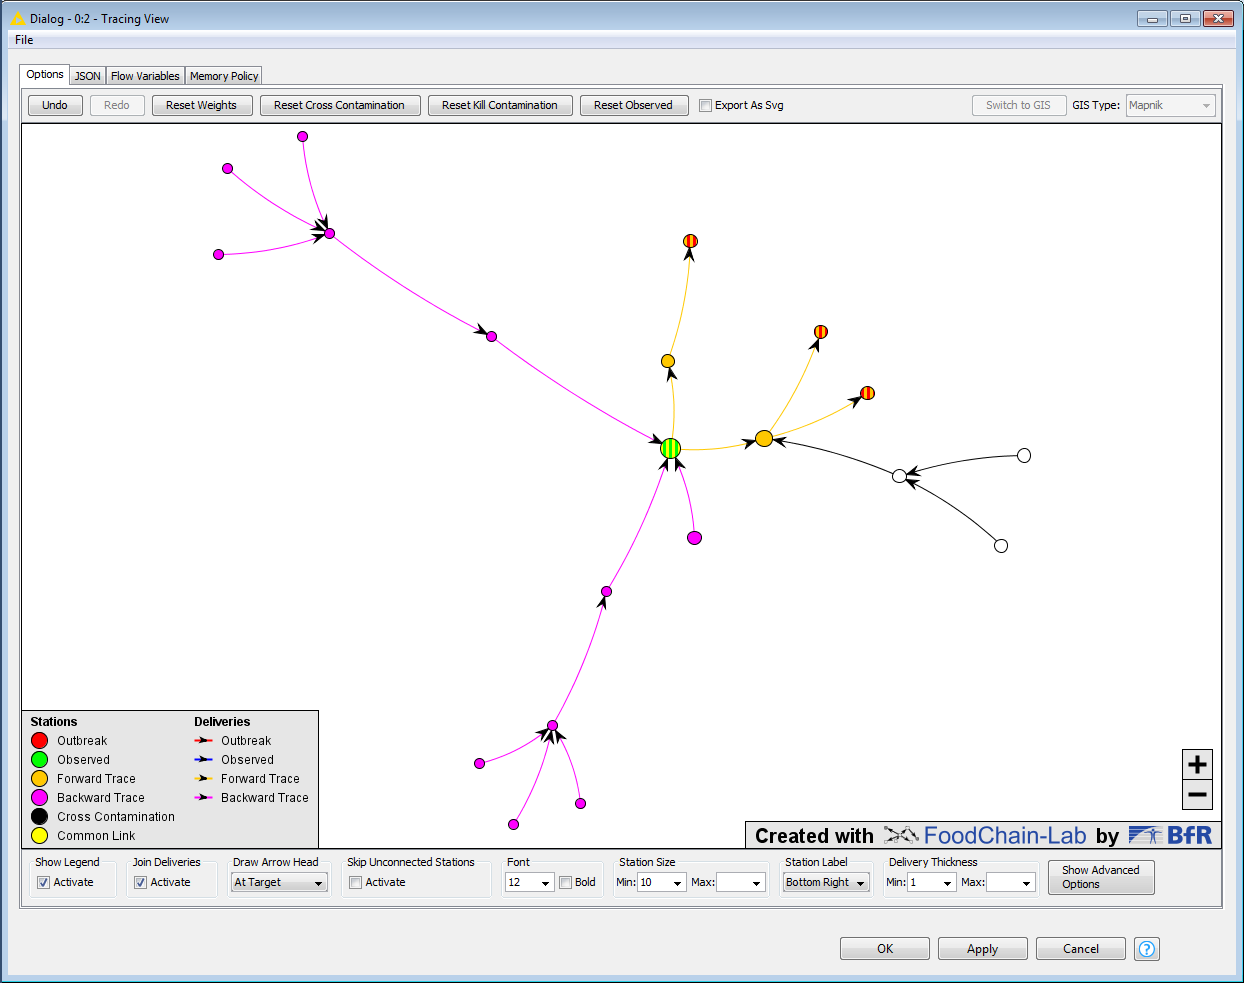 Dialog - 0:2 - Tracing View
File
Options JSON Flow Variables Memory Policy
Undo Redo Reset Weights Reset Cross Contamination Reset Kill Contamination Reset Observed Export As Svg Switch to GIS GIS Type: Mapnik
Stations Deliveries
Outbreak Outbreak
Observed Observed
Forward Trace Forward Trace
Backward Trace Backward Trace
Cross Contamination
Common Link
+
−
Created with FoodChain-Lab by BfR
Show Legend Join Deliveries Draw Arrow Head Skip Unconnected Stations Font Station Size Station Label Delivery Thickness
Activate Activate At Target Activate 12 Bold Min: 10 Max: Bottom Right Min: 1 Max: Show Advanced Options
OK Apply Cancel ?